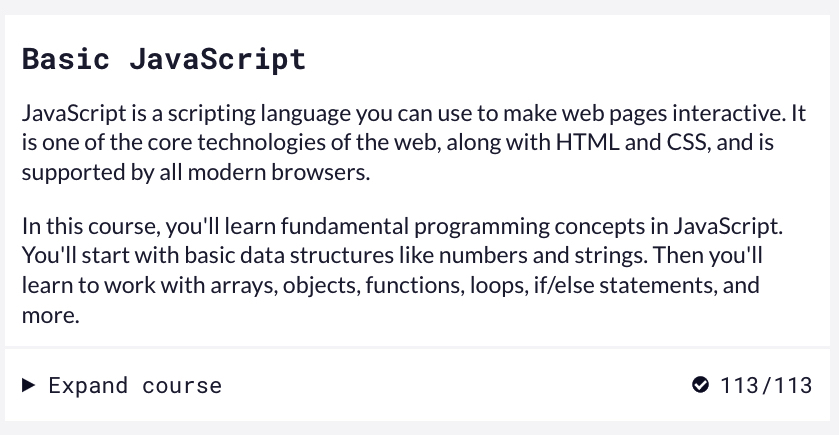 Basic JavaScript
JavaScript is a scripting language you can use to make web pages interactive. It
is one of the core technologies of the web, along with HTML and CSS, and is
supported by all modern browsers.
In this course, you'll learn fundamental programming concepts in JavaScript.
You'll start with basic data structures like numbers and strings. Then you'll
learn to work with arrays, objects, functions, loops, if/else statements, and
more.
Expand course 113/113